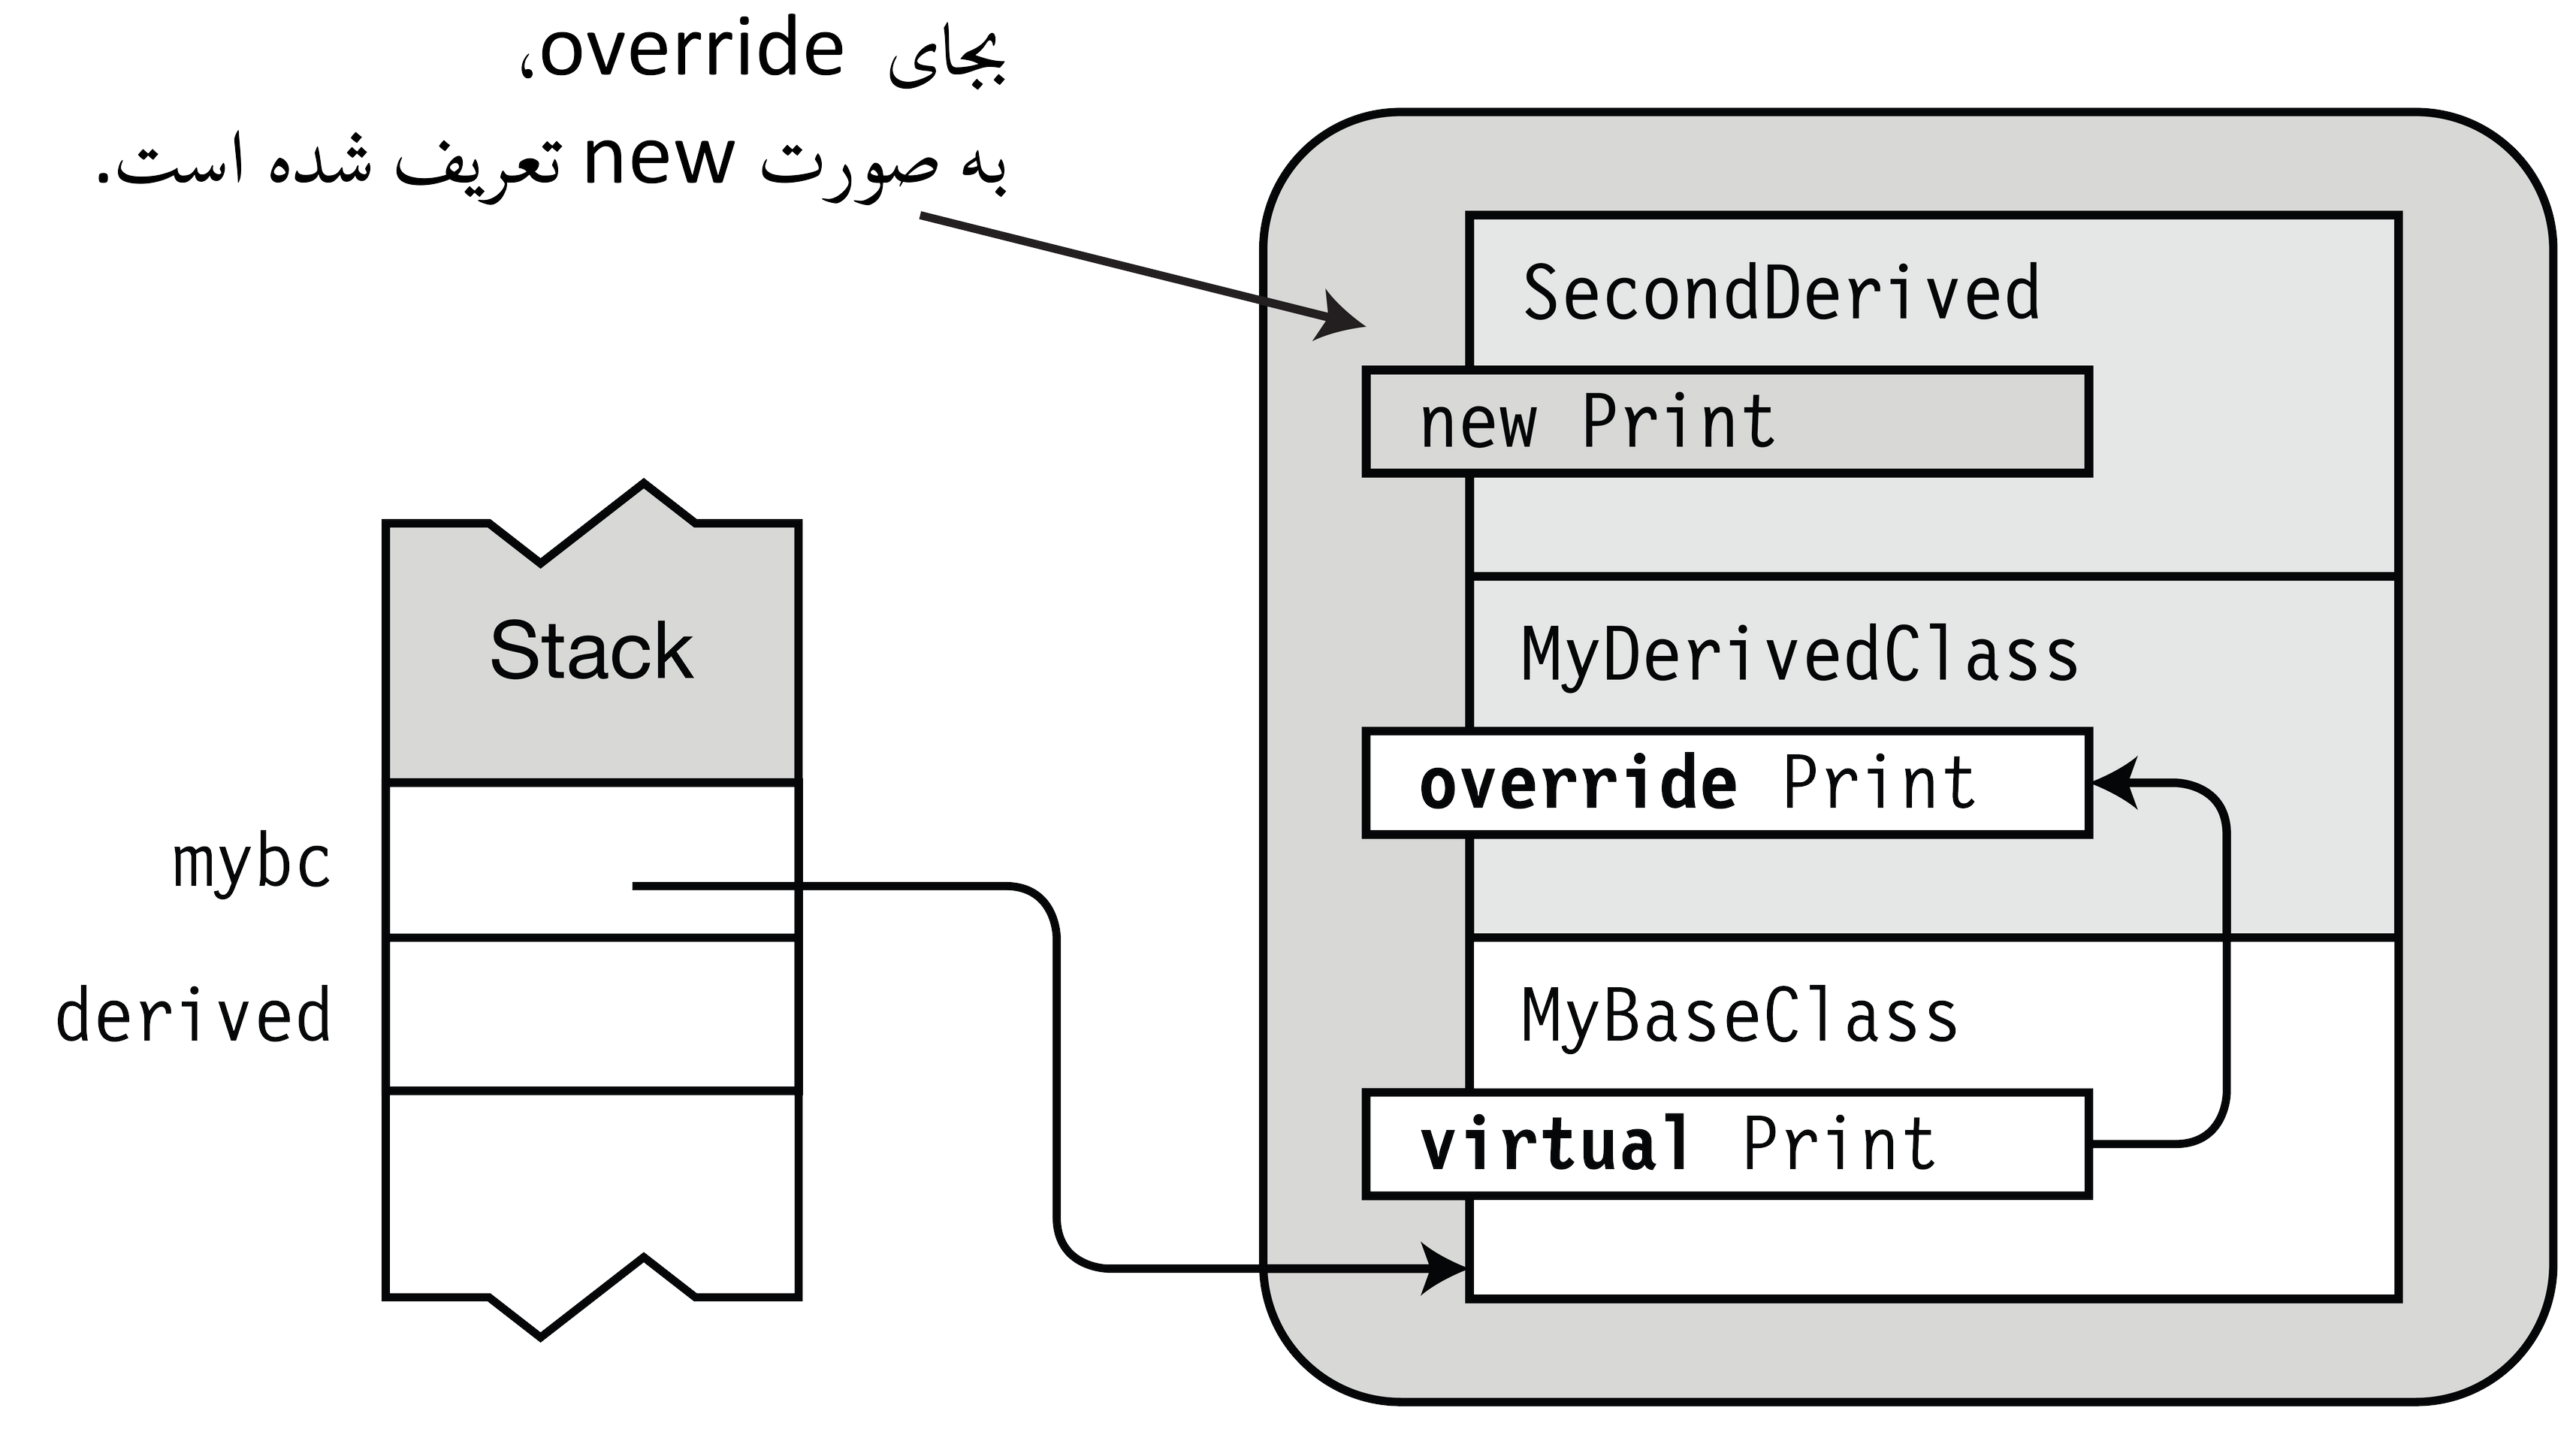 بجای override،
به صورت new تعریف شده است.
SecondDerived
new Print
Stack
MyDerivedClass
override Print
mybc
derived
MyBaseClass
virtual Print